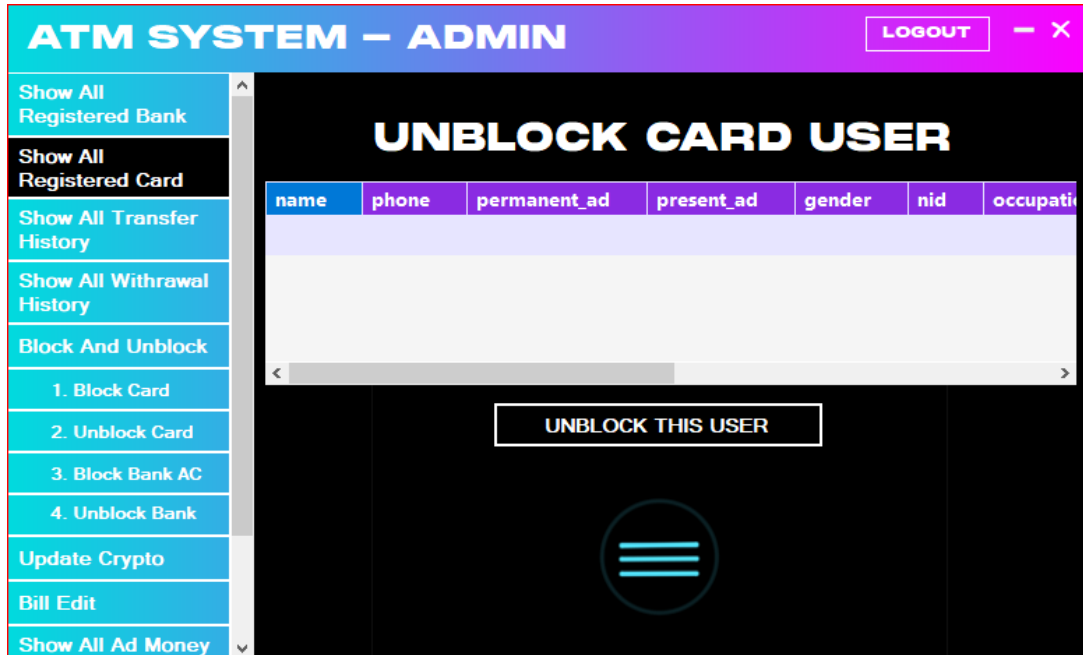 ATM SYSTEM – ADMIN
LOGOUT
Show All
Registered Bank
Show All
Registered Card
Show All Transfer
History
Show All Withrawal
History
Block And Unblock
1. Block Card
2. Unblock Card
3. Block Bank AC
4. Unblock Bank
Update Crypto
Bill Edit
Show All Ad Money
UNBLOCK CARD USER
name phone permanent_ad present_ad gender nid occupatio
UNBLOCK THIS USER